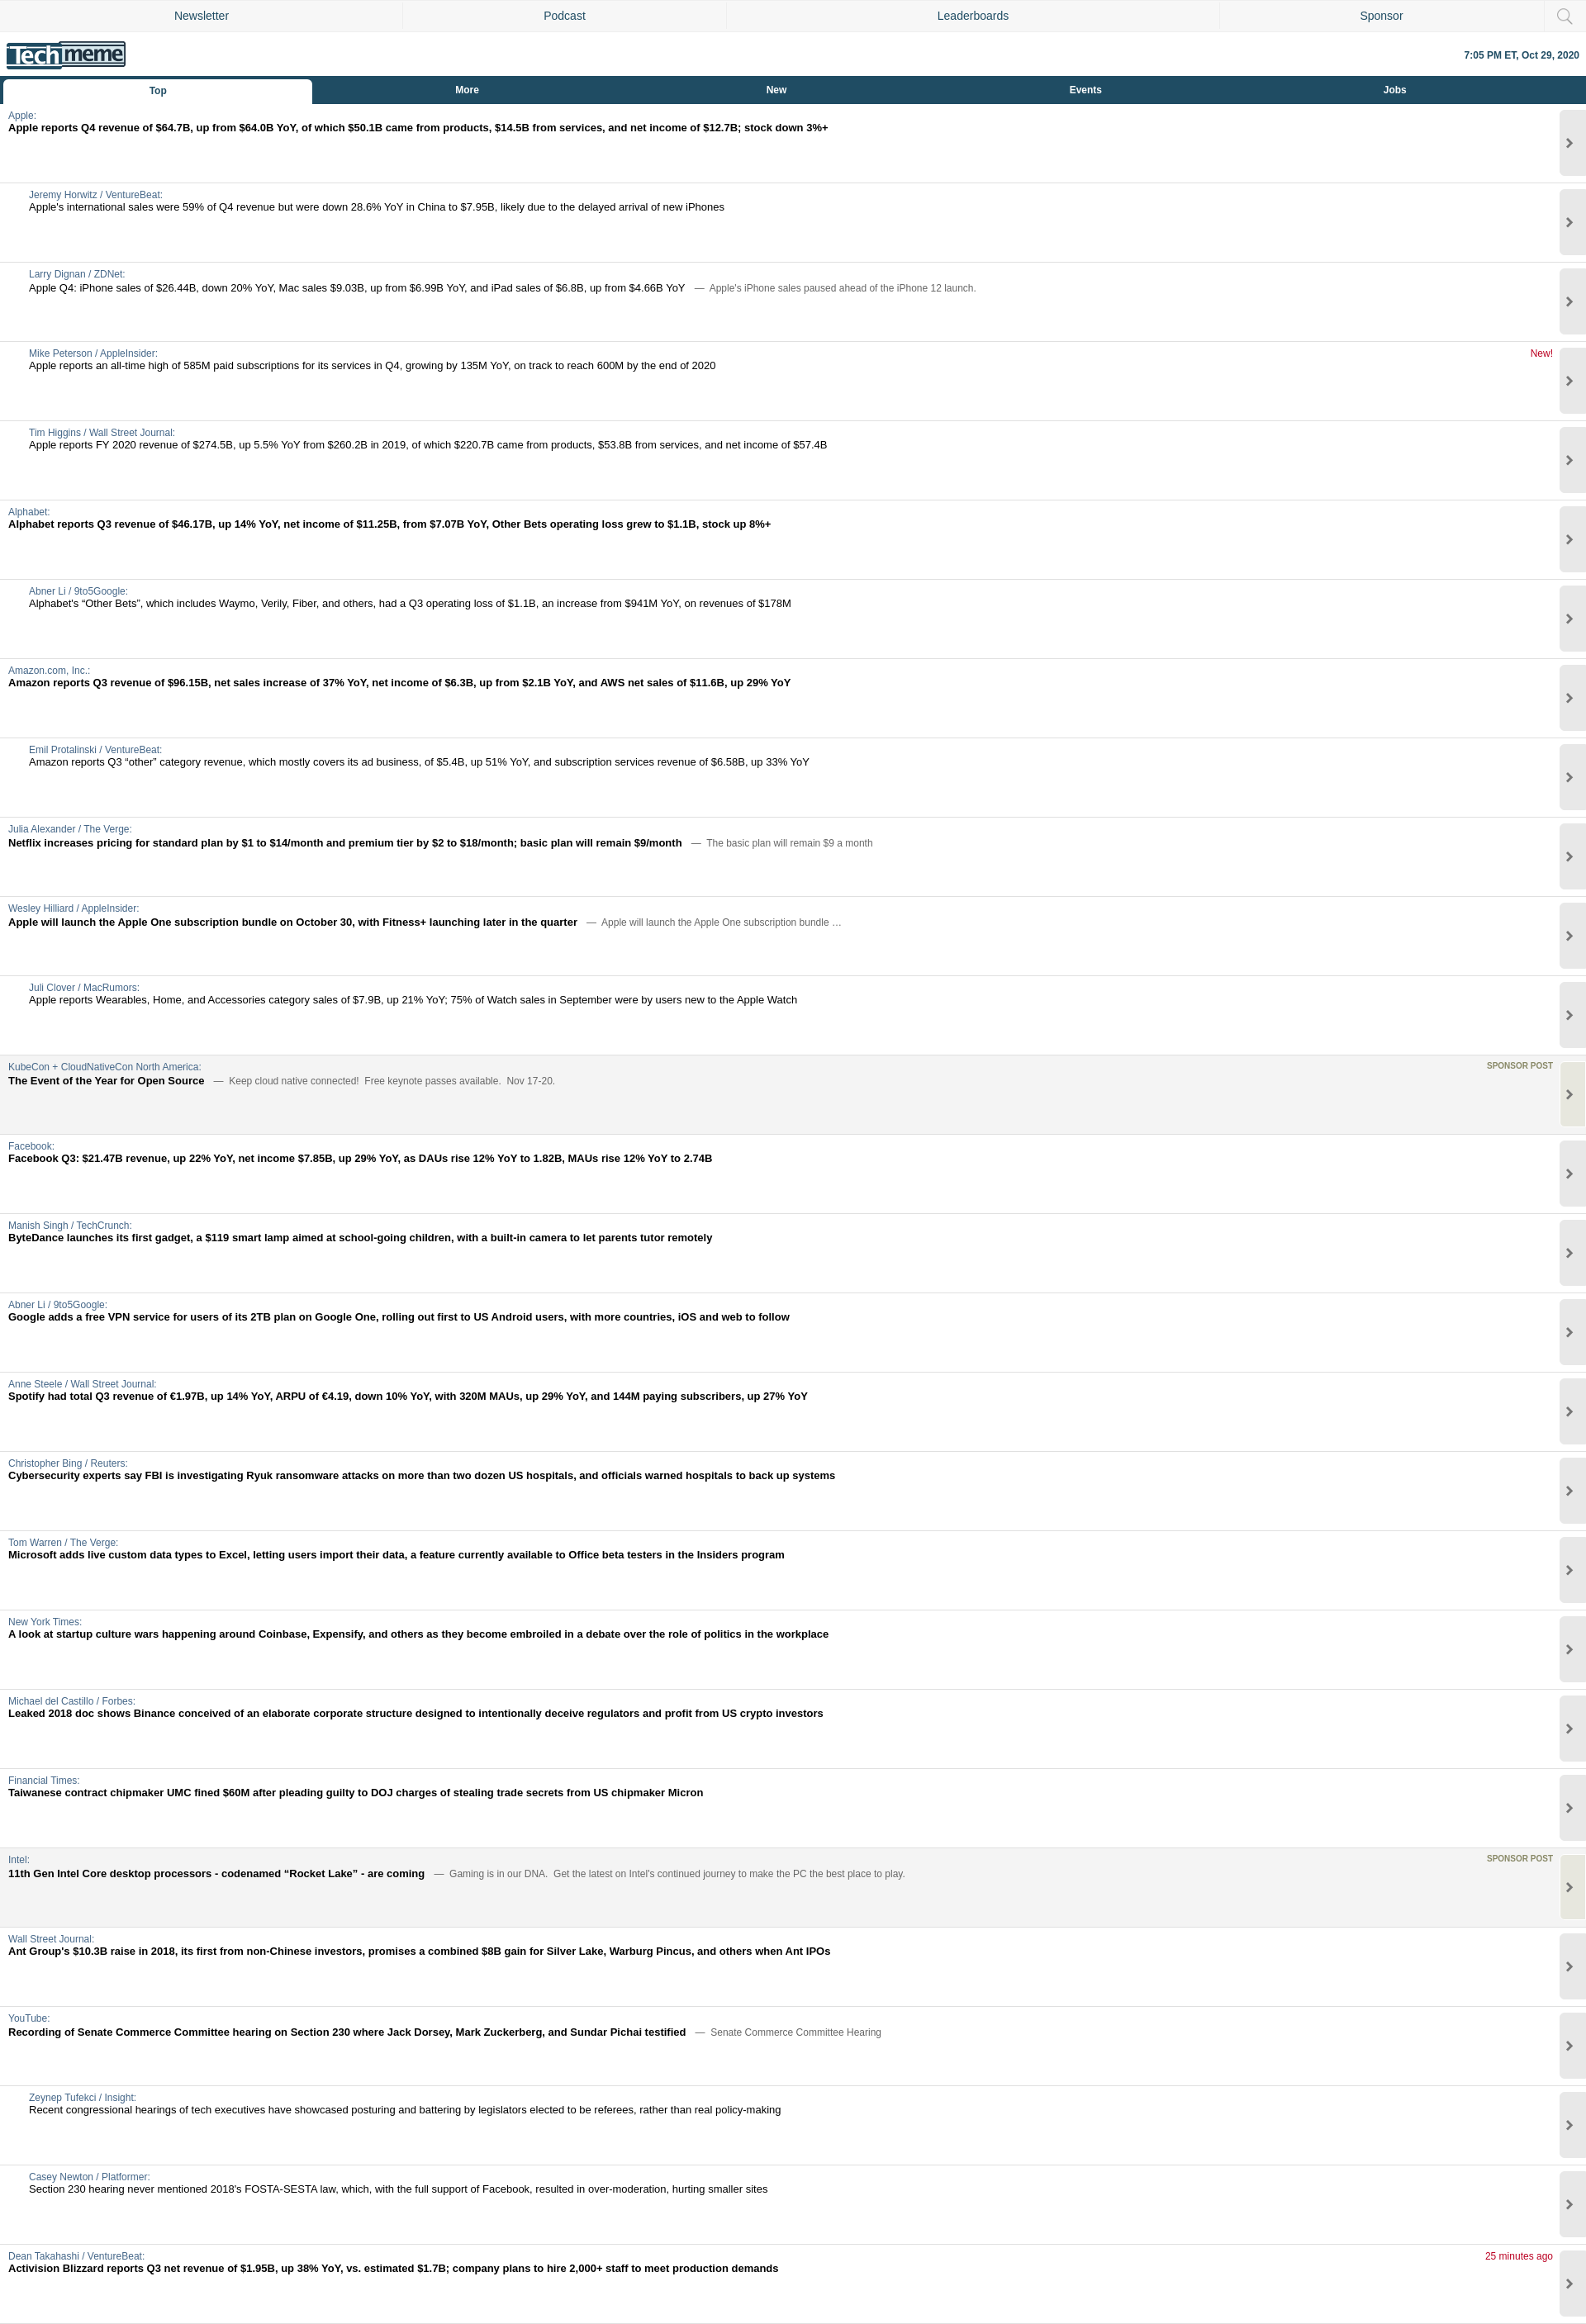 Newsletter Podcast Leaderboards Sponsor
Techmeme
7:05 PM ET, Oct 29, 2020
Top More New Events Jobs
Apple:
Apple reports Q4 revenue of $64.7B, up from $64.0B YoY, of which $50.1B came from products, $14.5B from services, and net income of $12.7B; stock down 3%+
Jeremy Horwitz / VentureBeat:
Apple's international sales were 59% of Q4 revenue but were down 28.6% YoY in China to $7.95B, likely due to the delayed arrival of new iPhones
Larry Dignan / ZDNet:
Apple Q4: iPhone sales of $26.44B, down 20% YoY, Mac sales $9.03B, up from $6.99B YoY, and iPad sales of $6.8B, up from $4.66B YoY — Apple's iPhone sales paused ahead of the iPhone 12 launch.
Mike Peterson / AppleInsider: New!
Apple reports an all-time high of 585M paid subscriptions for its services in Q4, growing by 135M YoY, on track to reach 600M by the end of 2020
Tim Higgins / Wall Street Journal:
Apple reports FY 2020 revenue of $274.5B, up 5.5% YoY from $260.2B in 2019, of which $220.7B came from products, $53.8B from services, and net income of $57.4B
Alphabet:
Alphabet reports Q3 revenue of $46.17B, up 14% YoY, net income of $11.25B, from $7.07B YoY, Other Bets operating loss grew to $1.1B, stock up 8%+
Abner Li / 9to5Google:
Alphabet's “Other Bets”, which includes Waymo, Verily, Fiber, and others, had a Q3 operating loss of $1.1B, an increase from $941M YoY, on revenues of $178M
Amazon.com, Inc.:
Amazon reports Q3 revenue of $96.15B, net sales increase of 37% YoY, net income of $6.3B, up from $2.1B YoY, and AWS net sales of $11.6B, up 29% YoY
Emil Protalinski / VentureBeat:
Amazon reports Q3 “other” category revenue, which mostly covers its ad business, of $5.4B, up 51% YoY, and subscription services revenue of $6.58B, up 33% YoY
Julia Alexander / The Verge:
Netflix increases pricing for standard plan by $1 to $14/month and premium tier by $2 to $18/month; basic plan will remain $9/month — The basic plan will remain $9 a month
Wesley Hilliard / AppleInsider:
Apple will launch the Apple One subscription bundle on October 30, with Fitness+ launching later in the quarter — Apple will launch the Apple One subscription bundle …
Juli Clover / MacRumors:
Apple reports Wearables, Home, and Accessories category sales of $7.9B, up 21% YoY; 75% of Watch sales in September were by users new to the Apple Watch
KubeCon + CloudNativeCon North America: SPONSOR POST
The Event of the Year for Open Source — Keep cloud native connected! Free keynote passes available. Nov 17-20.
Facebook:
Facebook Q3: $21.47B revenue, up 22% YoY, net income $7.85B, up 29% YoY, as DAUs rise 12% YoY to 1.82B, MAUs rise 12% YoY to 2.74B
Manish Singh / TechCrunch:
ByteDance launches its first gadget, a $119 smart lamp aimed at school-going children, with a built-in camera to let parents tutor remotely
Abner Li / 9to5Google:
Google adds a free VPN service for users of its 2TB plan on Google One, rolling out first to US Android users, with more countries, iOS and web to follow
Anne Steele / Wall Street Journal:
Spotify had total Q3 revenue of €1.97B, up 14% YoY, ARPU of €4.19, down 10% YoY, with 320M MAUs, up 29% YoY, and 144M paying subscribers, up 27% YoY
Christopher Bing / Reuters:
Cybersecurity experts say FBI is investigating Ryuk ransomware attacks on more than two dozen US hospitals, and officials warned hospitals to back up systems
Tom Warren / The Verge:
Microsoft adds live custom data types to Excel, letting users import their data, a feature currently available to Office beta testers in the Insiders program
New York Times:
A look at startup culture wars happening around Coinbase, Expensify, and others as they become embroiled in a debate over the role of politics in the workplace
Michael del Castillo / Forbes:
Leaked 2018 doc shows Binance conceived of an elaborate corporate structure designed to intentionally deceive regulators and profit from US crypto investors
Financial Times:
Taiwanese contract chipmaker UMC fined $60M after pleading guilty to DOJ charges of stealing trade secrets from US chipmaker Micron
Intel: SPONSOR POST
11th Gen Intel Core desktop processors - codenamed “Rocket Lake” - are coming — Gaming is in our DNA. Get the latest on Intel's continued journey to make the PC the best place to play.
Wall Street Journal:
Ant Group's $10.3B raise in 2018, its first from non-Chinese investors, promises a combined $8B gain for Silver Lake, Warburg Pincus, and others when Ant IPOs
YouTube:
Recording of Senate Commerce Committee hearing on Section 230 where Jack Dorsey, Mark Zuckerberg, and Sundar Pichai testified — Senate Commerce Committee Hearing
Zeynep Tufekci / Insight:
Recent congressional hearings of tech executives have showcased posturing and battering by legislators elected to be referees, rather than real policy-making
Casey Newton / Platformer:
Section 230 hearing never mentioned 2018's FOSTA-SESTA law, which, with the full support of Facebook, resulted in over-moderation, hurting smaller sites
Dean Takahashi / VentureBeat: 25 minutes ago
Activision Blizzard reports Q3 net revenue of $1.95B, up 38% YoY, vs. estimated $1.7B; company plans to hire 2,000+ staff to meet production demands